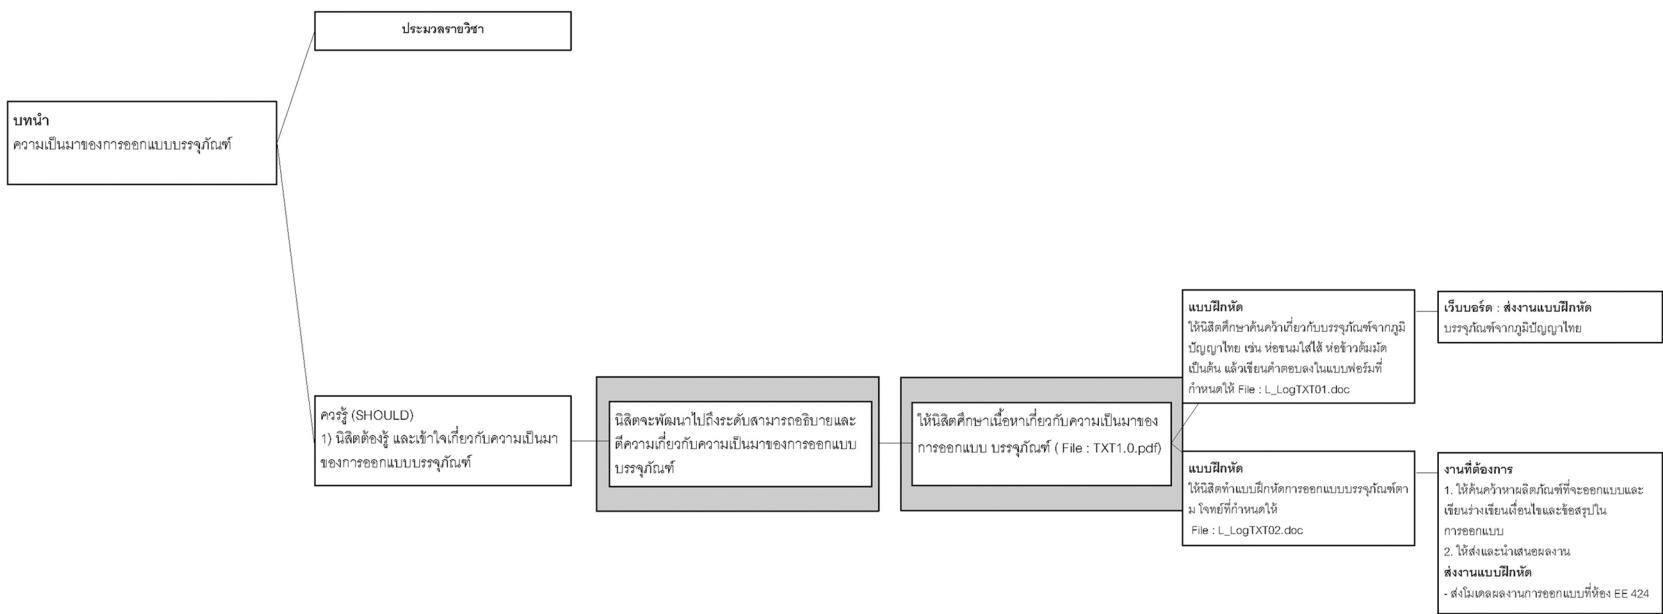 ประมวลรายวิชา
บทนำ
ความเป็นมาของการออกแบบบรรจุภัณฑ์
ควรรู้ (SHOULD)
1) นิสิตต้องรู้ และเข้าใจเกี่ยวกับความเป็นมา
ของการออกแบบบรรจุภัณฑ์
นิสิตจะพัฒนาไปถึงระดับสามารถอธิบายและ
ตีความเกี่ยวกับความเป็นมาของการออกแบบ
บรรจุภัณฑ์
ให้นิสิตศึกษาเนื้อหาเกี่ยวกับความเป็นมาของ
การออกแบบ บรรจุภัณฑ์ ( File : TXT1.0.pdf)
แบบฝึกหัด
ให้นิสิตศึกษาค้นคว้าเกี่ยวกับบรรจุภัณฑ์จากภูมิ
ปัญญาไทย เช่น ห่อขนมใส่ไส้ ห่อข้าวต้มมัด
เป็นต้น แล้วเขียนคำตอบลงในแบบฟอร์มที่
กำหนดให้ File : L_LogTXT01.doc
เว็บบอร์ด : ส่งงานแบบฝึกหัด
บรรจุภัณฑ์จากภูมิปัญญาไทย
แบบฝึกหัด
ให้นิสิตทำแบบฝึกหัดการออกแบบบรรจุภัณฑ์ตา
ม โจทย์ที่กำหนดให้
File : L_LogTXT02.doc
งานที่ต้องการ
1. ให้ค้นคว้าหาผลิตภัณฑ์ที่จะออกแบบและ
เขียนร่างเขียนเงื่อนไขและข้อสรุปใน
การออกแบบ
2. ให้ส่งและนำเสนอผลงาน
ส่งงานแบบฝึกหัด
- ส่งโมเดลผลงานการออกแบบที่ห้อง EE 424